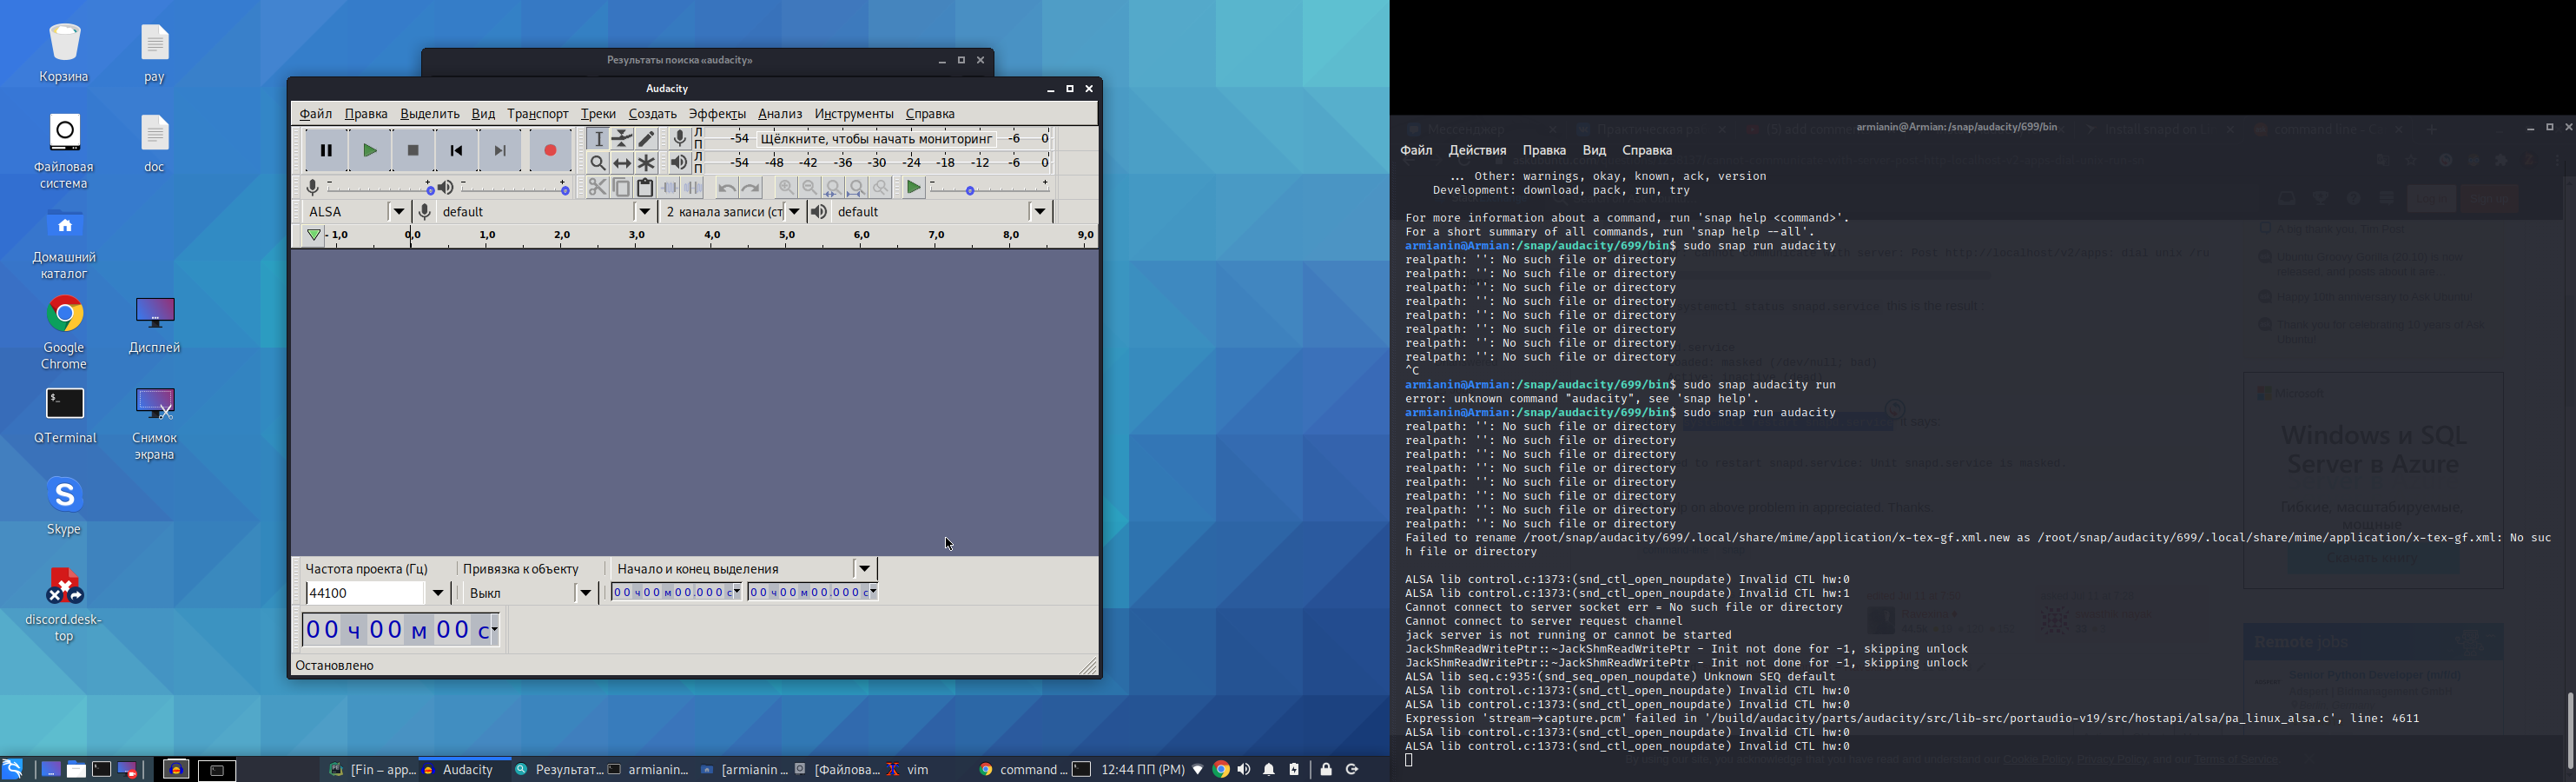 Корзина
pay
Файловая
система
doc
Домашний
каталог
Google
Chrome
Дисплей
QTerminal
Снимок
экрана
Skype
discord.desk-
top
Результаты поиска «audacity»
Audacity
Файл Правка Выделить Вид Транспорт Треки Создать Эффекты Анализ Инструменты Справка
Л
П
-54 Щёлкните, чтобы начать мониторинг -6 0
Л
П
-54 -48 -42 -36 -30 -24 -18 -12 -6 0
ALSA default 2 канала записи (ст default
- 1,0 0,0 1,0 2,0 3,0 4,0 5,0 6,0 7,0 8,0 9,0
Частота проекта (Гц) Привязка к объекту Начало и конец выделения
44100 Выкл 00 ч 00 м 00.000 с 00 ч 00 м 00.000 с
00 ч 00 м 00 с
Остановлено
[Fin – app... Audacity Результат... armianin... [armianin ... [Файлова... vim command ... 12:44 ПП (PM)
armianin@Armian: /snap/audacity/699/bin
Файл Действия Правка Вид Справка
... Other: warnings, okay, known, ack, version
Development: download, pack, run, try
For more information about a command, run 'snap help <command>'.
For a short summary of all commands, run 'snap help --all'.
armianin@Armian:/snap/audacity/699/bin$ sudo snap run audacity
realpath: '': No such file or directory
realpath: '': No such file or directory
realpath: '': No such file or directory
realpath: '': No such file or directory
realpath: '': No such file or directory
realpath: '': No such file or directory
realpath: '': No such file or directory
realpath: '': No such file or directory
^C
armianin@Armian:/snap/audacity/699/bin$ sudo snap audacity run
error: unknown command "audacity", see 'snap help'.
armianin@Armian:/snap/audacity/699/bin$ sudo snap run audacity
realpath: '': No such file or directory
realpath: '': No such file or directory
realpath: '': No such file or directory
realpath: '': No such file or directory
realpath: '': No such file or directory
realpath: '': No such file or directory
realpath: '': No such file or directory
realpath: '': No such file or directory
Failed to rename /root/snap/audacity/699/.local/share/mime/application/x-tex-gf.xml.new as /root/snap/audacity/699/.local/share/mime/application/x-tex-gf.xml: No suc
h file or directory
ALSA lib control.c:1373:(snd_ctl_open_noupdate) Invalid CTL hw:0
ALSA lib control.c:1373:(snd_ctl_open_noupdate) Invalid CTL hw:1
Cannot connect to server socket err = No such file or directory
Cannot connect to server request channel
jack server is not running or cannot be started
JackShmReadWritePtr::~JackShmReadWritePtr - Init not done for -1, skipping unlock
JackShmReadWritePtr::~JackShmReadWritePtr - Init not done for -1, skipping unlock
ALSA lib seq.c:935:(snd_seq_open_noupdate) Unknown SEQ default
ALSA lib control.c:1373:(snd_ctl_open_noupdate) Invalid CTL hw:0
ALSA lib control.c:1373:(snd_ctl_open_noupdate) Invalid CTL hw:0
Expression 'stream->capture.pcm' failed in '/build/audacity/parts/audacity/src/lib-src/portaudio-v19/src/hostapi/alsa/pa_linux_alsa.c', line: 4611
ALSA lib control.c:1373:(snd_ctl_open_noupdate) Invalid CTL hw:0
ALSA lib control.c:1373:(snd_ctl_open_noupdate) Invalid CTL hw:0
Microsoft
Windows и SQL
Server в Azure
Гибкие, масштабируемые,
мощные
Скачать книгу
Remote jobs